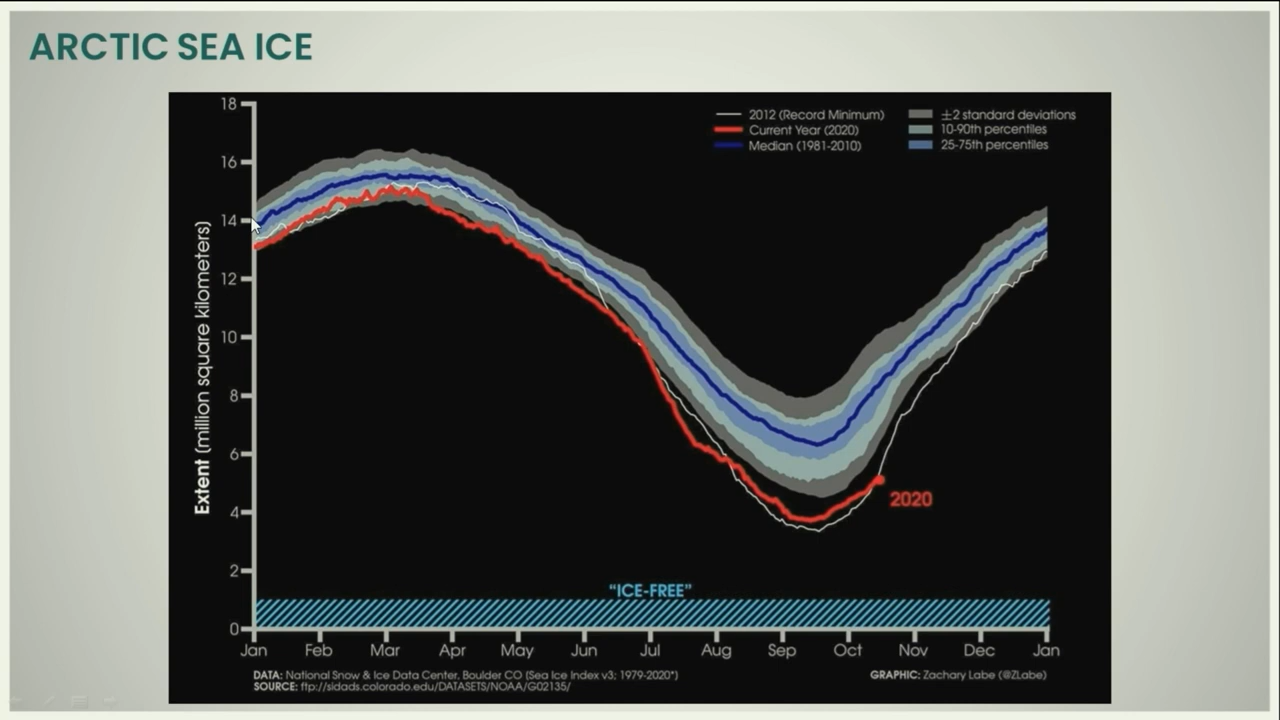 ARCTIC SEA ICE
18
16
14
12
10
8
6
4
2
0
Extent (million square kilometers)
2012 (Record Minimum)
Current Year (2020)
Median (1981-2010)
±2 standard deviations
10-90th percentiles
25-75th percentiles
2020
“ICE-FREE”
Jan Feb Mar Apr May Jun Jul Aug Sep Oct Nov Dec Jan
DATA: National Snow & Ice Data Center, Boulder CO (Sea Ice Index v3; 1979-2020*)
SOURCE: ftp://sidads.colorado.edu/DATASETS/NOAA/G02135/
GRAPHIC: Zachary Labe (@ZLabe)